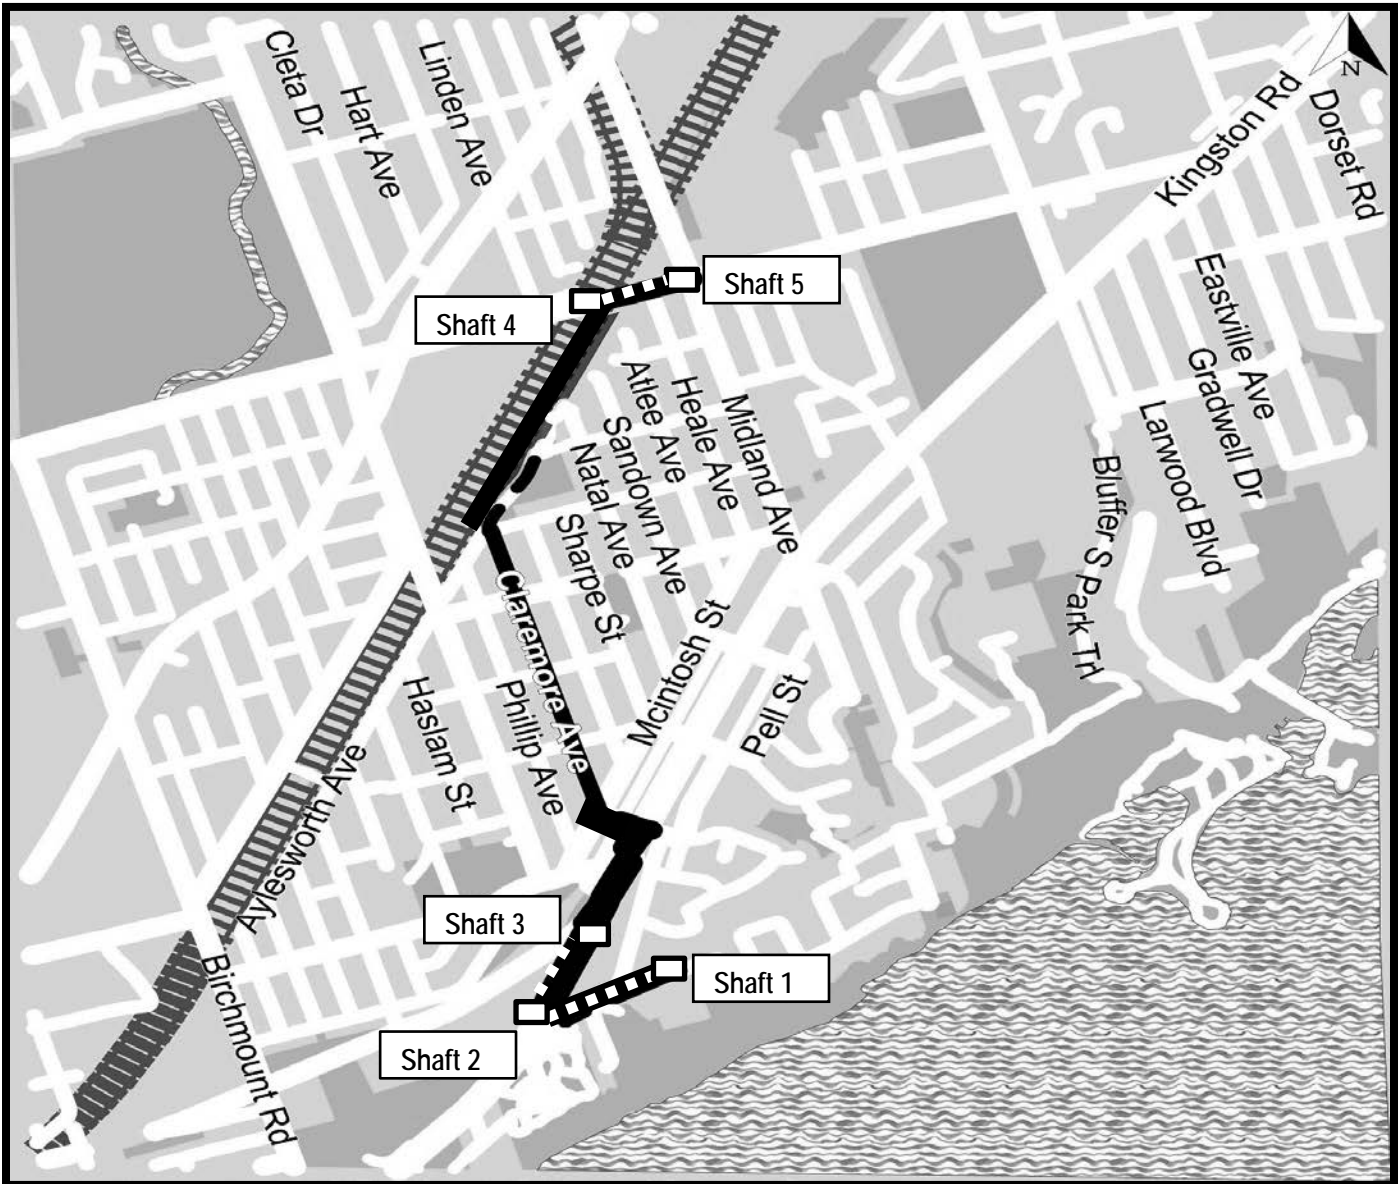 Cleta Dr
Hart Ave
Linden Ave
N
Kingston Rd
Dorset Rd
Shaft 5
Shaft 4
Eastville Ave
Gradwell Dr
Larwood Blvd
Atlee Ave
Heale Ave
Midland Ave
Sandown Ave
Natal Ave
Sharpe St
Bluffer S Park Trl
Claremore Ave
Mcintosh St
Pell St
Haslam St
Phillip Ave
Aylesworth Ave
Shaft 3
Shaft 1
Birchmount Rd
Shaft 2